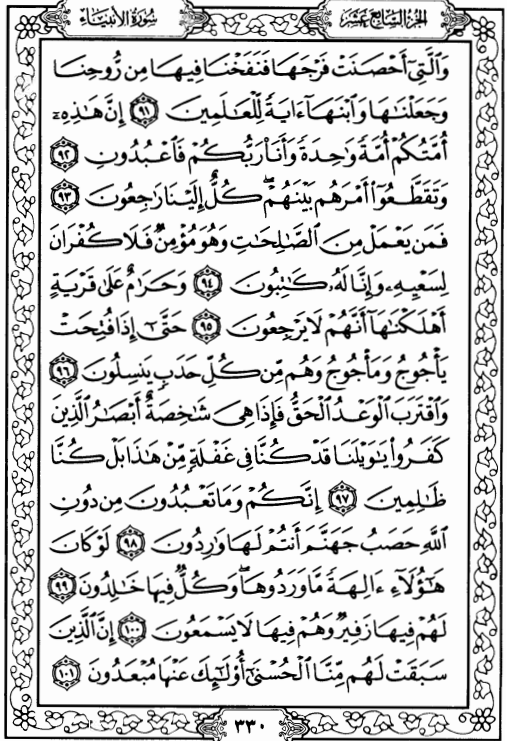 الجزء السابع عشر
سورة الأنبياء
وَٱلَّتِىٓ أَحۡصَنَتۡ فَرۡجَهَا فَنَفَخۡنَا فِيهَا مِن رُّوحِنَا
وَجَعَلۡنَٰهَا وَٱبۡنَهَآ ءَايَةٗ لِّلۡعَٰلَمِينَ ٩١ إِنَّ هَٰذِهِۦٓ
أُمَّتُكُمۡ أُمَّةٗ وَٰحِدَةٗ وَأَنَا۠ رَبُّكُمۡ فَٱعۡبُدُونِ ٩٢
وَتَقَطَّعُوٓاْ أَمۡرَهُم بَيۡنَهُمۡۖ كُلٌّ إِلَيۡنَا رَٰجِعُونَ ٩٣
فَمَن يَعۡمَلۡ مِنَ ٱلصَّٰلِحَٰتِ وَهُوَ مُؤۡمِنٞ فَلَا كُفۡرَانَ
لِسَعۡيِهِۦ وَإِنَّا لَهُۥ كَٰتِبُونَ ٩٤ وَحَرَٰمٌ عَلَىٰ قَرۡيَةٍ
أَهۡلَكۡنَٰهَآ أَنَّهُمۡ لَا يَرۡجِعُونَ ٩٥ حَتَّىٰٓ إِذَا فُتِحَتۡ
يَأۡجُوجُ وَمَأۡجُوجُ وَهُم مِّن كُلِّ حَدَبٖ يَنسِلُونَ ٩٦
وَٱقۡتَرَبَ ٱلۡوَعۡدُ ٱلۡحَقُّ فَإِذَا هِىَ شَٰخِصَةٌ أَبۡصَٰرُ ٱلَّذِينَ
كَفَرُواْ يَٰوَيۡلَنَا قَدۡ كُنَّا فِى غَفۡلَةٖ مِّنۡ هَٰذَا بَلۡ كُنَّا
ظَٰلِمِينَ ٩٧ إِنَّكُمۡ وَمَا تَعۡبُدُونَ مِن دُونِ
ٱللَّهِ حَصَبُ جَهَنَّمَ أَنتُمۡ لَهَا وَٰرِدُونَ ٩٨ لَوۡ كَانَ
هَٰٓؤُلَآءِ ءَالِهَةٗ مَّا وَرَدُوهَاۖ وَكُلّٞ فِيهَا خَٰلِدُونَ ٩٩
لَهُمۡ فِيهَا زَفِيرٞ وَهُمۡ فِيهَا لَا يَسۡمَعُونَ ١٠٠ إِنَّ ٱلَّذِينَ
سَبَقَتۡ لَهُم مِّنَّا ٱلۡحُسۡنَىٰٓ أُوْلَٰٓئِكَ عَنۡهَا مُبۡعَدُونَ ١٠١
٣٣٠